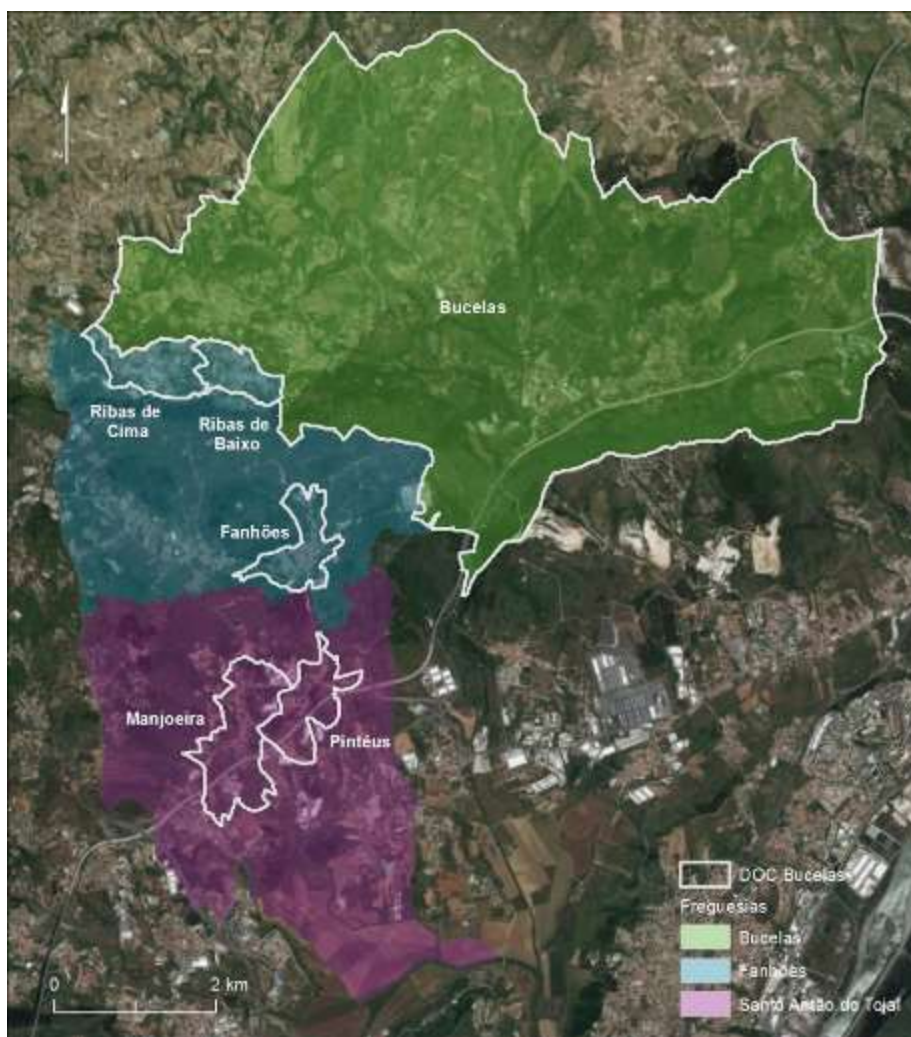 Bucelas
Ribas de
Cima
Ribas de
Baixo
Fanhões
Manjoeira
Pintéus
DOC Bucelas
Freguesias
Bucelas
Fanhões
Santo Antão do Tojal
0 2 km